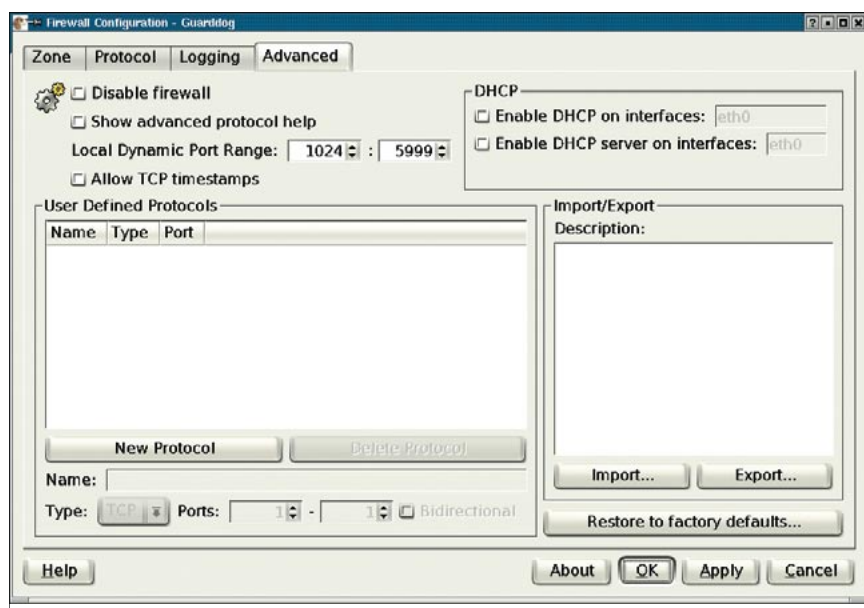 Firewall Configuration - Guarddog
Zone Protocol Logging Advanced
Disable firewall
Show advanced protocol help
Local Dynamic Port Range: 1024 : 5999
Allow TCP timestamps
DHCP
Enable DHCP on interfaces: eth0
Enable DHCP server on interfaces: eth0
User Defined Protocols
Name Type Port
New Protocol Delete Protocol
Name:
Type: TCP Ports: 1 - 1 Bidirectional
Import/Export
Description:
Import... Export...
Restore to factory defaults...
Help About OK Apply Cancel